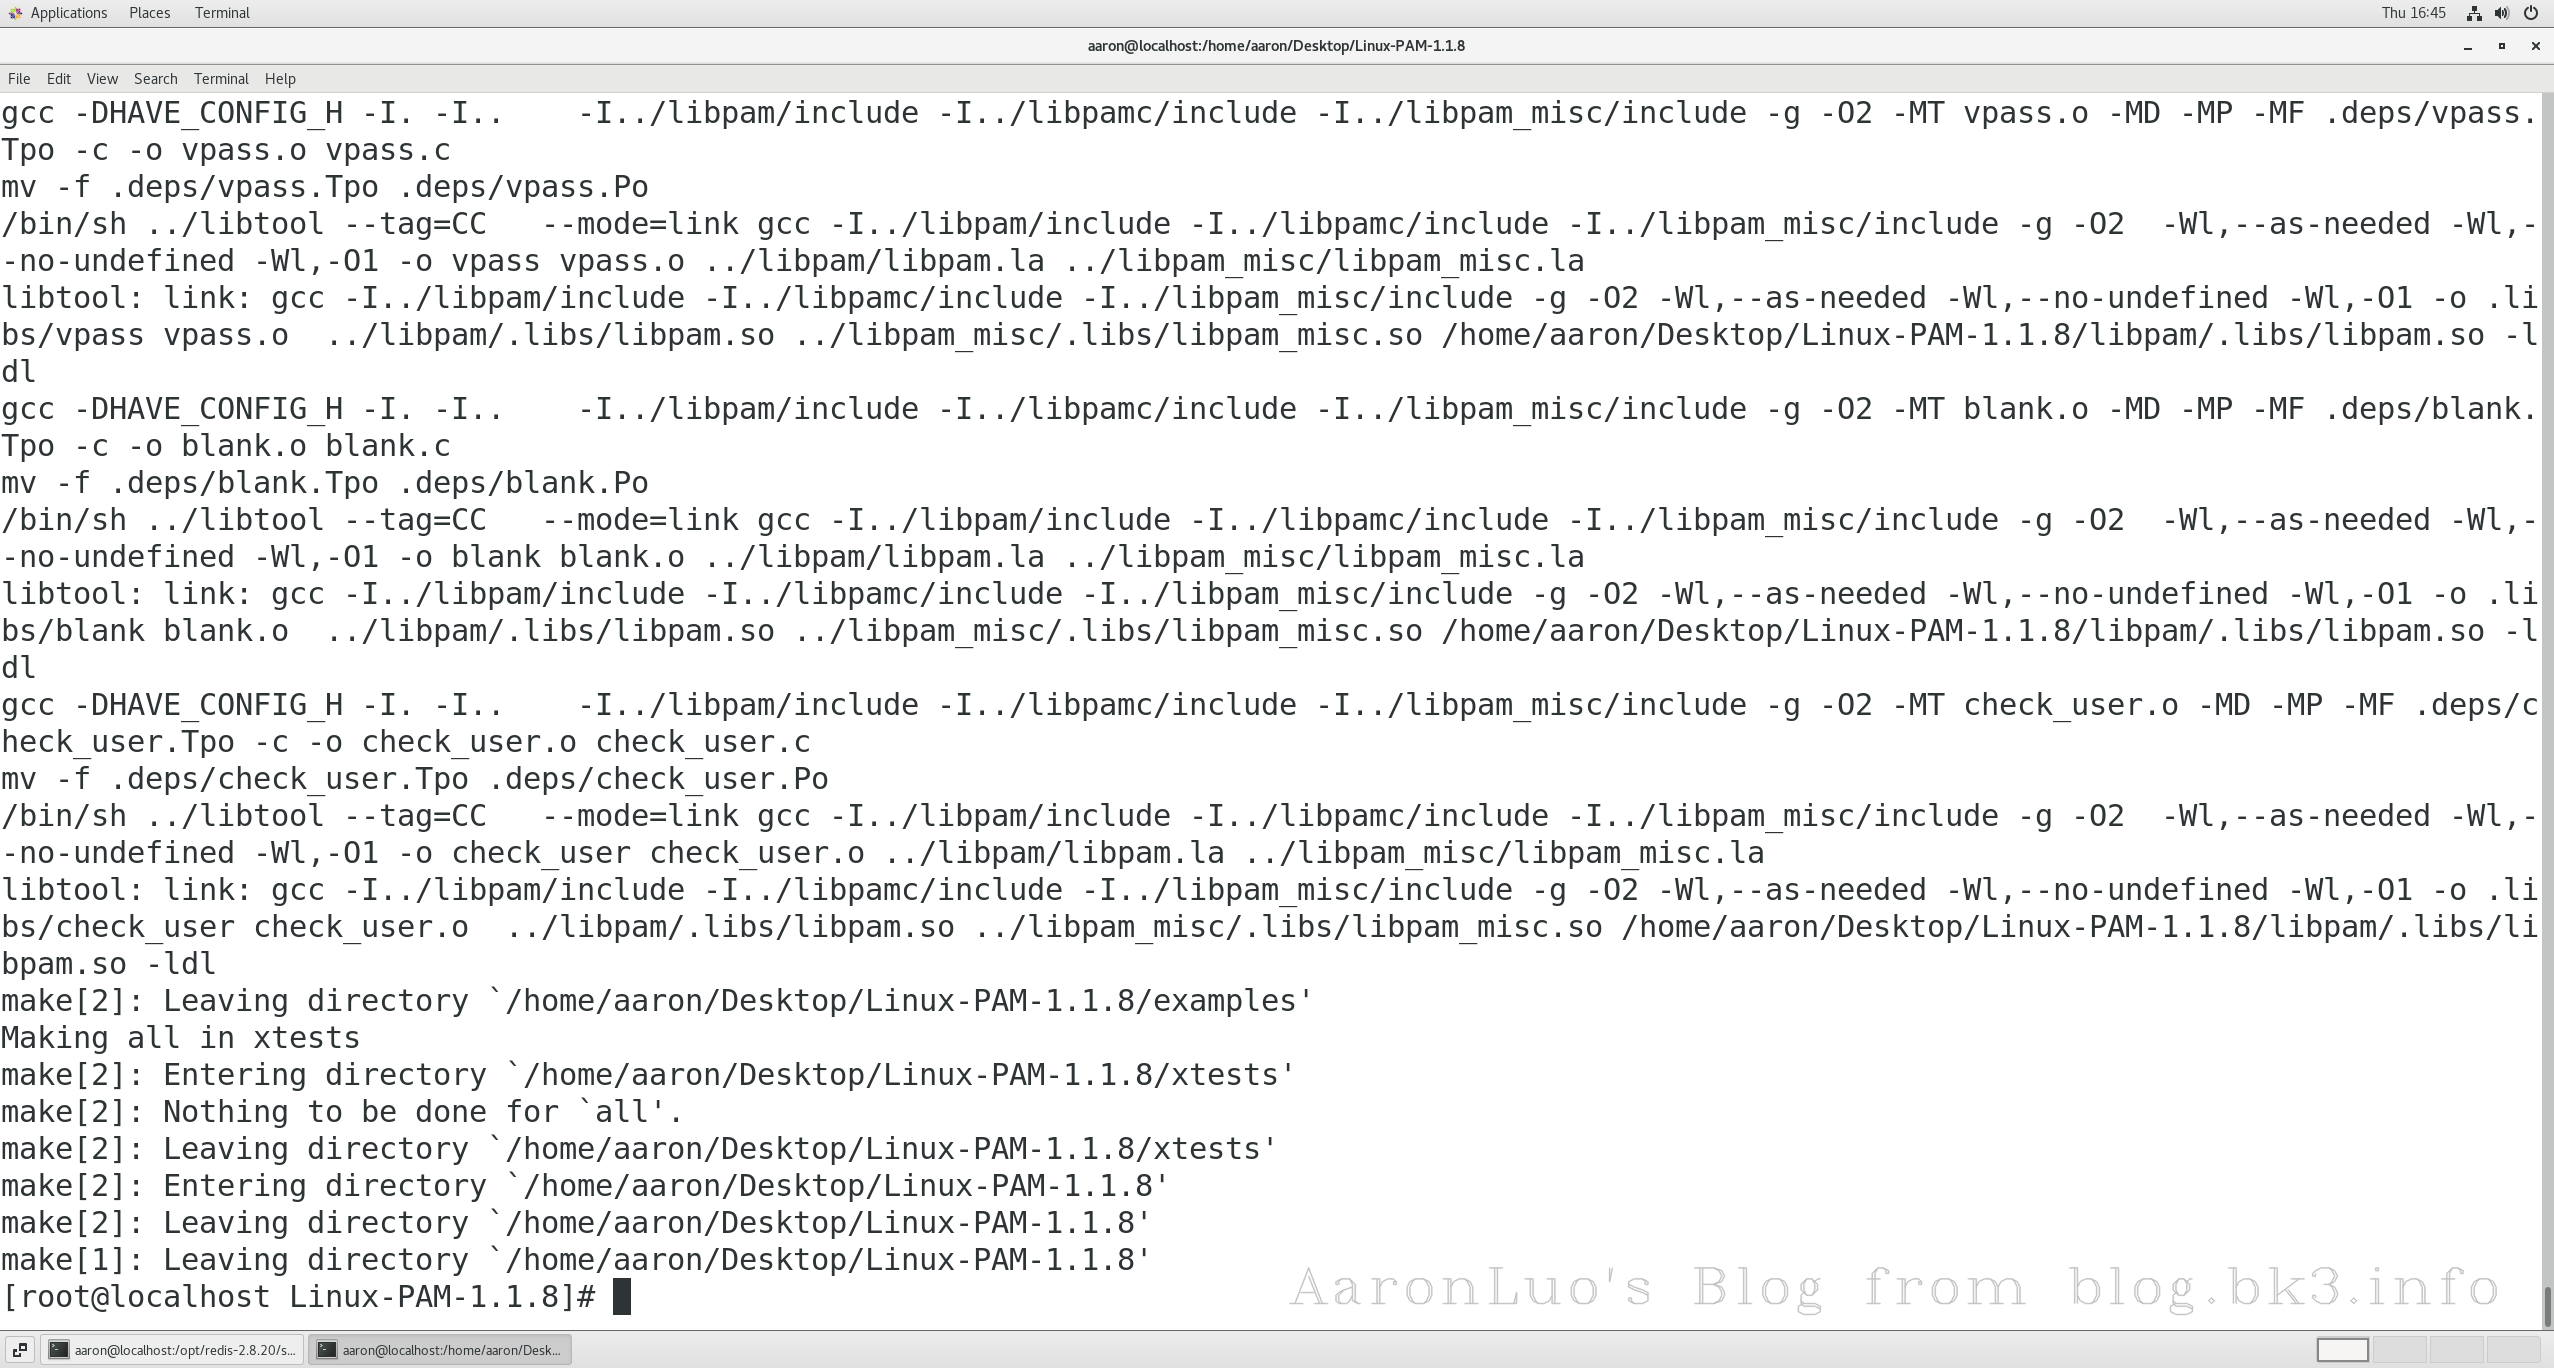 Applications Places Terminal Thu 16:45
aaron@localhost:/home/aaron/Desktop/Linux-PAM-1.1.8
File Edit View Search Terminal Help
gcc -DHAVE_CONFIG_H -I. -I..    -I../libpam/include -I../libpamc/include -I../libpam_misc/include -g -O2 -MT vpass.o -MD -MP -MF .deps/vpass.
Tpo -c -o vpass.o vpass.c
mv -f .deps/vpass.Tpo .deps/vpass.Po
/bin/sh ../libtool --tag=CC   --mode=link gcc -I../libpam/include -I../libpamc/include -I../libpam_misc/include -g -O2  -Wl,--as-needed -Wl,-
-no-undefined -Wl,-O1 -o vpass vpass.o ../libpam/libpam.la ../libpam_misc/libpam_misc.la
libtool: link: gcc -I../libpam/include -I../libpamc/include -I../libpam_misc/include -g -O2 -Wl,--as-needed -Wl,--no-undefined -Wl,-O1 -o .li
bs/vpass vpass.o  ../libpam/.libs/libpam.so ../libpam_misc/.libs/libpam_misc.so /home/aaron/Desktop/Linux-PAM-1.1.8/libpam/.libs/libpam.so -l
dl
gcc -DHAVE_CONFIG_H -I. -I..    -I../libpam/include -I../libpamc/include -I../libpam_misc/include -g -O2 -MT blank.o -MD -MP -MF .deps/blank.
Tpo -c -o blank.o blank.c
mv -f .deps/blank.Tpo .deps/blank.Po
/bin/sh ../libtool --tag=CC   --mode=link gcc -I../libpam/include -I../libpamc/include -I../libpam_misc/include -g -O2  -Wl,--as-needed -Wl,-
-no-undefined -Wl,-O1 -o blank blank.o ../libpam/libpam.la ../libpam_misc/libpam_misc.la
libtool: link: gcc -I../libpam/include -I../libpamc/include -I../libpam_misc/include -g -O2 -Wl,--as-needed -Wl,--no-undefined -Wl,-O1 -o .li
bs/blank blank.o  ../libpam/.libs/libpam.so ../libpam_misc/.libs/libpam_misc.so /home/aaron/Desktop/Linux-PAM-1.1.8/libpam/.libs/libpam.so -l
dl
gcc -DHAVE_CONFIG_H -I. -I..    -I../libpam/include -I../libpamc/include -I../libpam_misc/include -g -O2 -MT check_user.o -MD -MP -MF .deps/c
heck_user.Tpo -c -o check_user.o check_user.c
mv -f .deps/check_user.Tpo .deps/check_user.Po
/bin/sh ../libtool --tag=CC   --mode=link gcc -I../libpam/include -I../libpamc/include -I../libpam_misc/include -g -O2  -Wl,--as-needed -Wl,-
-no-undefined -Wl,-O1 -o check_user check_user.o ../libpam/libpam.la ../libpam_misc/libpam_misc.la
libtool: link: gcc -I../libpam/include -I../libpamc/include -I../libpam_misc/include -g -O2 -Wl,--as-needed -Wl,--no-undefined -Wl,-O1 -o .li
bs/check_user check_user.o  ../libpam/.libs/libpam.so ../libpam_misc/.libs/libpam_misc.so /home/aaron/Desktop/Linux-PAM-1.1.8/libpam/.libs/li
bpam.so -ldl
make[2]: Leaving directory `/home/aaron/Desktop/Linux-PAM-1.1.8/examples'
Making all in xtests
make[2]: Entering directory `/home/aaron/Desktop/Linux-PAM-1.1.8/xtests'
make[2]: Nothing to be done for `all'.
make[2]: Leaving directory `/home/aaron/Desktop/Linux-PAM-1.1.8/xtests'
make[2]: Entering directory `/home/aaron/Desktop/Linux-PAM-1.1.8'
make[2]: Leaving directory `/home/aaron/Desktop/Linux-PAM-1.1.8'
make[1]: Leaving directory `/home/aaron/Desktop/Linux-PAM-1.1.8'
[root@localhost Linux-PAM-1.1.8]#
AaronLuo's Blog from blog.bk3.info
aaron@localhost:/opt/redis-2.8.20/s... aaron@localhost:/home/aaron/Desk...